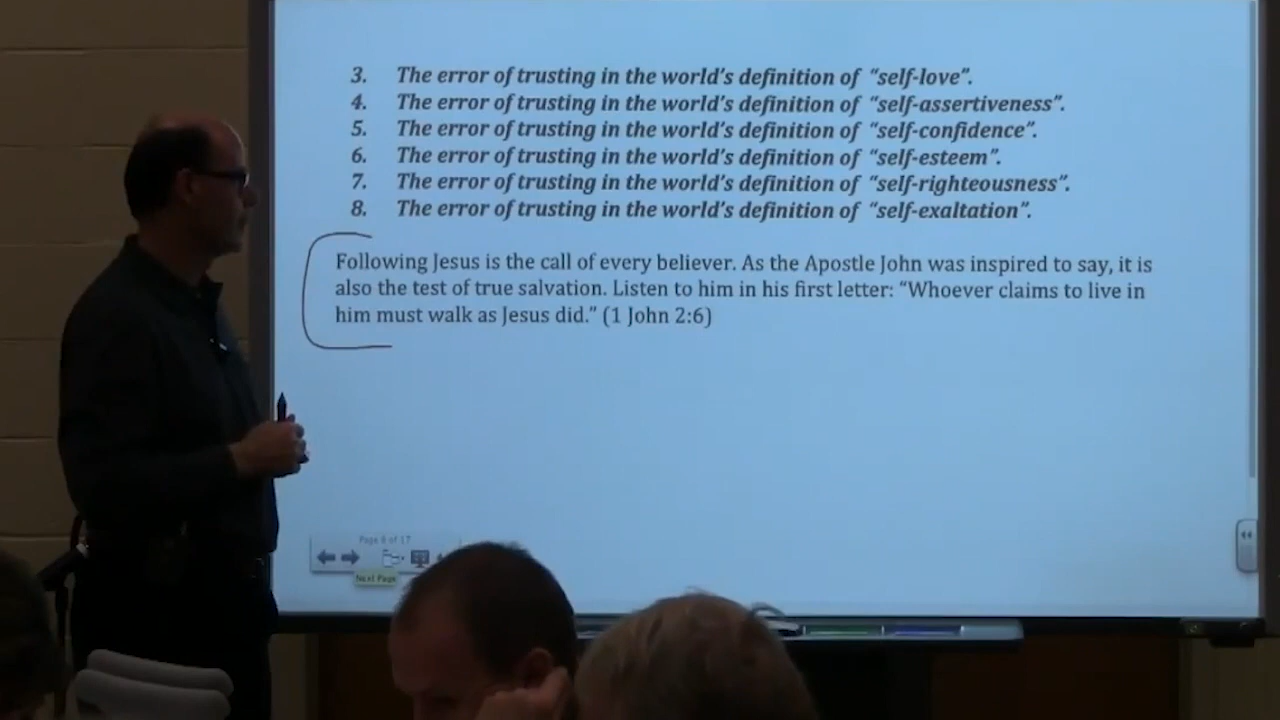 3. The error of trusting in the world's definition of "self-love".
4. The error of trusting in the world's definition of "self-assertiveness".
5. The error of trusting in the world's definition of "self-confidence".
6. The error of trusting in the world's definition of "self-esteem".
7. The error of trusting in the world's definition of "self-righteousness".
8. The error of trusting in the world's definition of "self-exaltation".
Following Jesus is the call of every believer. As the Apostle John was inspired to say, it is
also the test of true salvation. Listen to him in his first letter: "Whoever claims to live in
him must walk as Jesus did." (1 John 2:6)
Page 8 of 17
Next Page